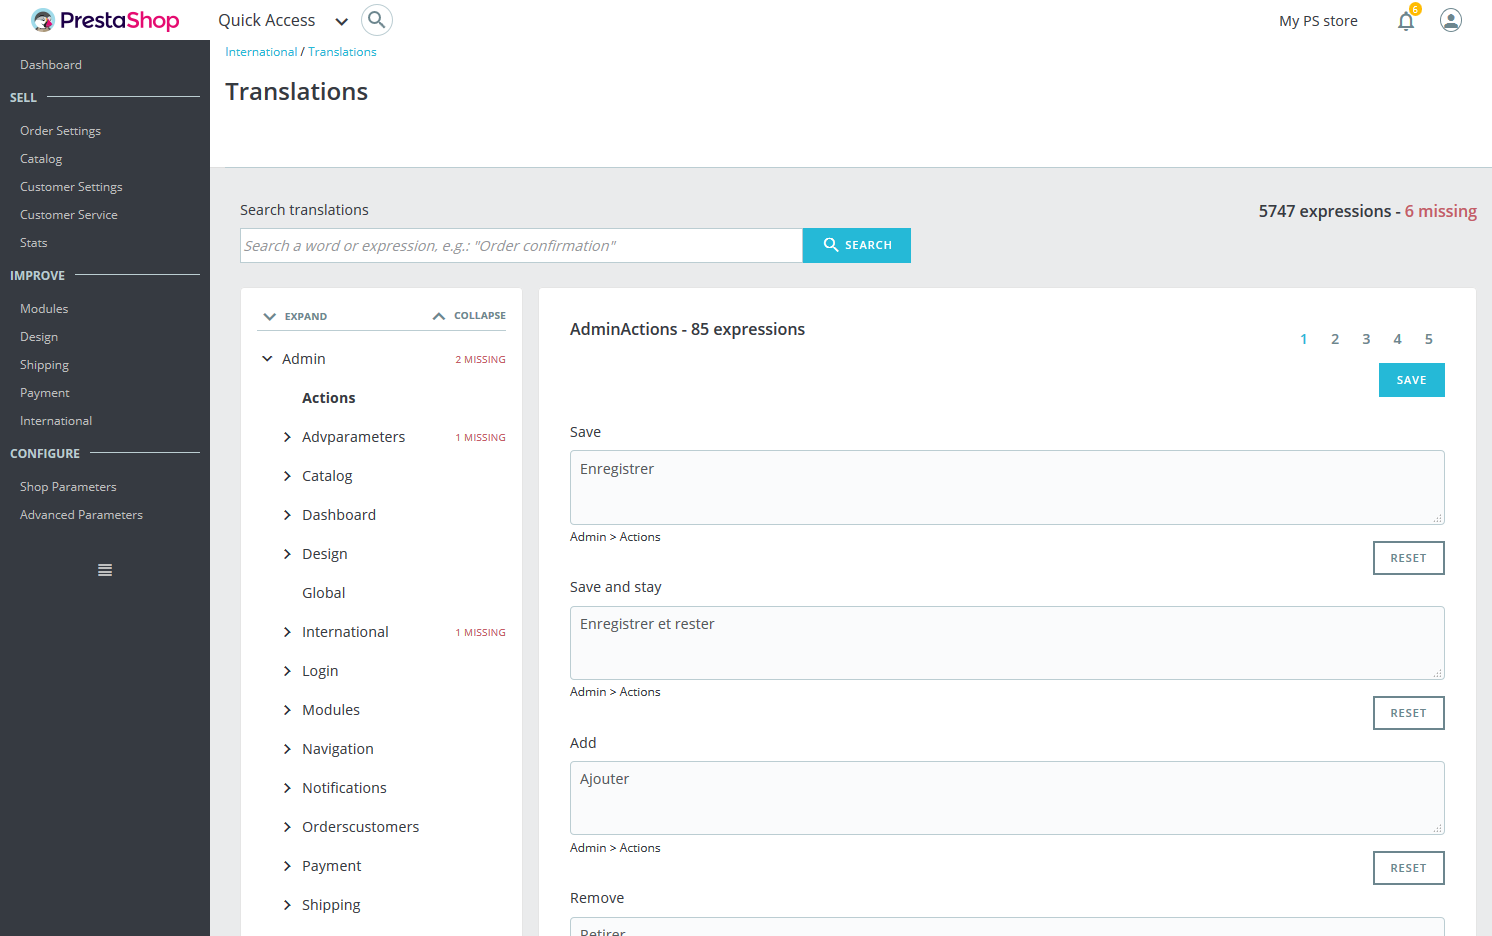 PrestaShop
Quick Access
My PS store
6
International / Translations
Translations
Dashboard
SELL
Order Settings
Catalog
Customer Settings
Customer Service
Stats
IMPROVE
Modules
Design
Shipping
Payment
International
CONFIGURE
Shop Parameters
Advanced Parameters
Search translations
5747 expressions - 6 missing
Search a word or expression, e.g.: "Order confirmation"
SEARCH
EXPAND
COLLAPSE
Admin 2 MISSING
Actions
Advparameters 1 MISSING
Catalog
Dashboard
Design
Global
International 1 MISSING
Login
Modules
Navigation
Notifications
Orderscustomers
Payment
Shipping
AdminActions - 85 expressions
1 2 3 4 5
SAVE
Save
Enregistrer
Admin > Actions
RESET
Save and stay
Enregistrer et rester
Admin > Actions
RESET
Add
Ajouter
Admin > Actions
RESET
Remove
Retirer